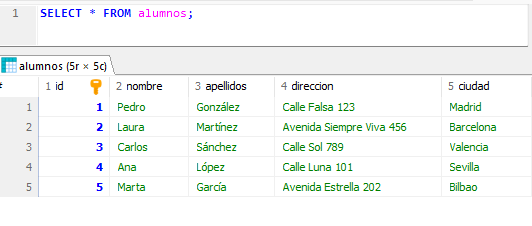 1 SELECT * FROM alumnos;
alumnos (5r × 5c)
# 1 id 2 nombre 3 apellidos 4 direccion 5 ciudad
1 1 Pedro González Calle Falsa 123 Madrid
2 2 Laura Martínez Avenida Siempre Viva 456 Barcelona
3 3 Carlos Sánchez Calle Sol 789 Valencia
4 4 Ana López Calle Luna 101 Sevilla
5 5 Marta García Avenida Estrella 202 Bilbao